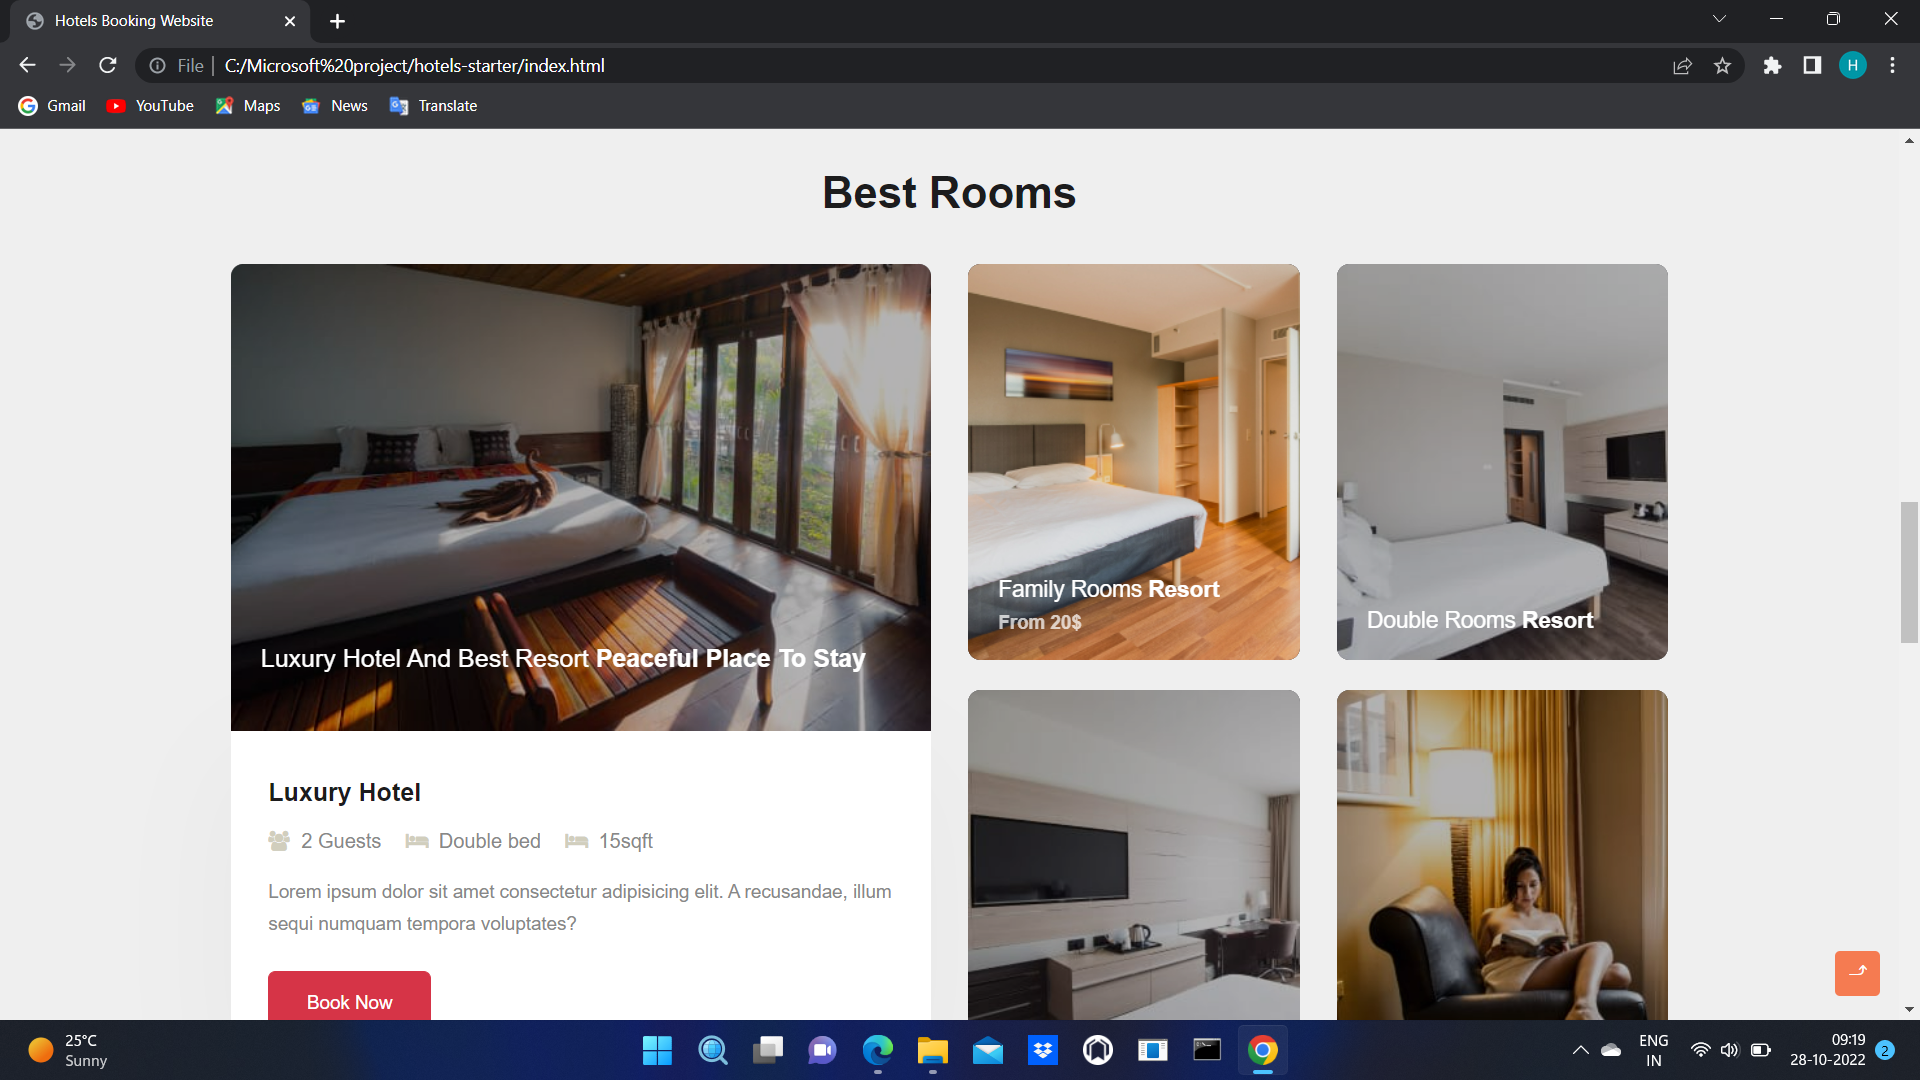 Hotels Booking Website
File | C:/Microsoft%20project/hotels-starter/index.html
H
Gmail YouTube Maps News Translate
Best Rooms
Luxury Hotel And Best Resort Peaceful Place To Stay
Family Rooms Resort
From 20$
Double Rooms Resort
Luxury Hotel
2 Guests Double bed 15sqft
Lorem ipsum dolor sit amet consectetur adipisicing elit. A recusandae, illum
sequi numquam tempora voluptates?
Book Now
25°C
Sunny
ENG
IN
09:19
28-10-2022
2